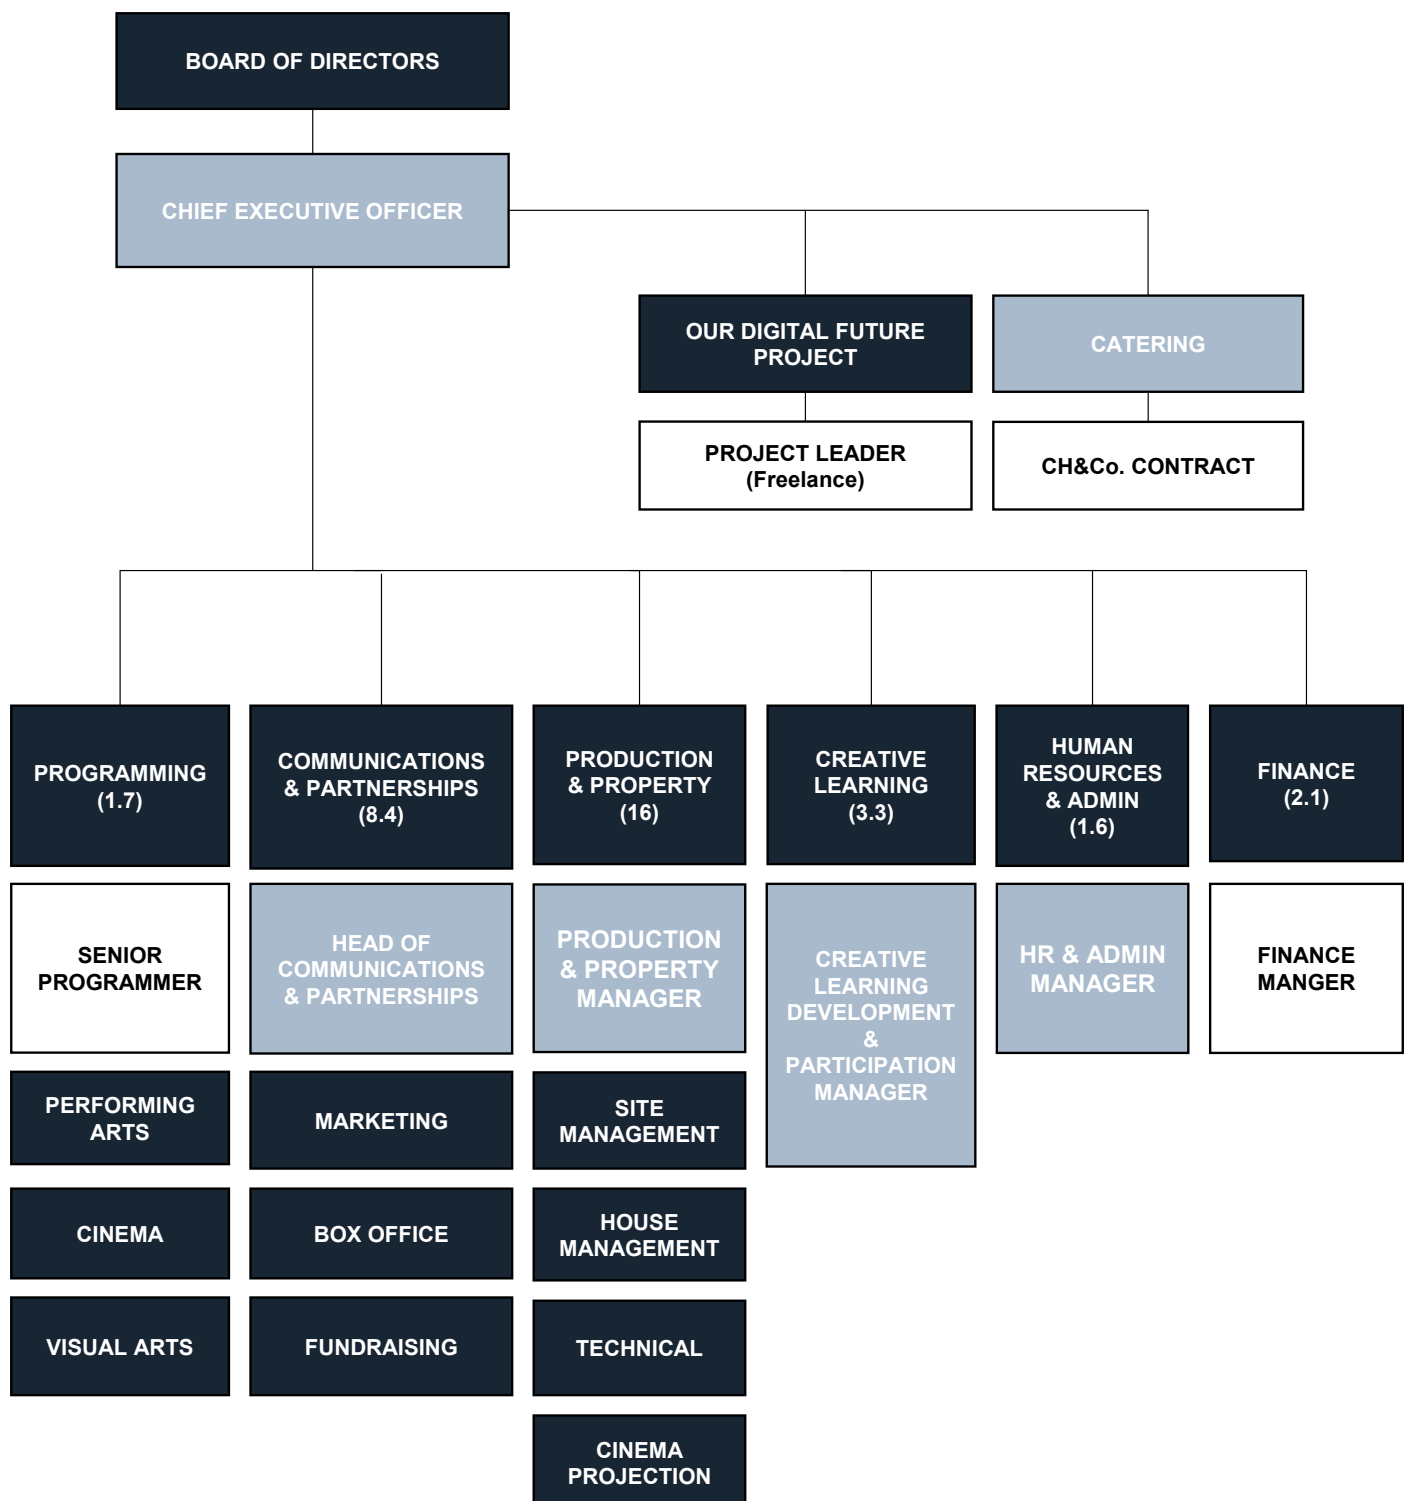 BOARD OF DIRECTORS
CHIEF EXECUTIVE OFFICER
OUR DIGITAL FUTURE
PROJECT
CATERING
PROJECT LEADER
(Freelance)
CH&Co. CONTRACT
PROGRAMMING
(1.7)
COMMUNICATIONS
& PARTNERSHIPS
(8.4)
PRODUCTION
& PROPERTY
(16)
CREATIVE
LEARNING
(3.3)
HUMAN
RESOURCES
& ADMIN
(1.6)
FINANCE
(2.1)
SENIOR
PROGRAMMER
HEAD OF
COMMUNICATIONS
& PARTNERSHIPS
PRODUCTION
& PROPERTY
MANAGER
CREATIVE
LEARNING
DEVELOPMENT
&
PARTICIPATION
MANAGER
HR & ADMIN
MANAGER
FINANCE
MANGER
PERFORMING
ARTS
MARKETING
SITE
MANAGEMENT
CINEMA
BOX OFFICE
HOUSE
MANAGEMENT
VISUAL ARTS
FUNDRAISING
TECHNICAL
CINEMA
PROJECTION